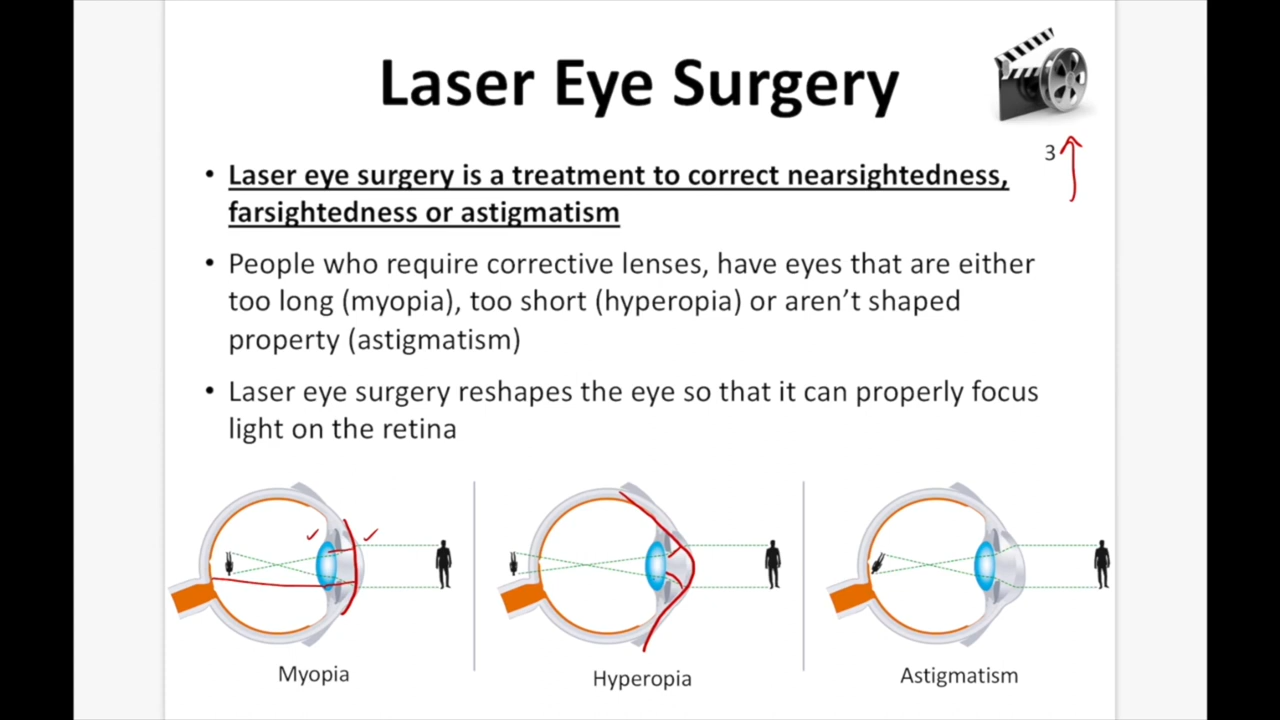 Laser Eye Surgery
3
• Laser eye surgery is a treatment to correct nearsightedness,
farsightedness or astigmatism
• People who require corrective lenses, have eyes that are either
too long (myopia), too short (hyperopia) or aren’t shaped
property (astigmatism)
• Laser eye surgery reshapes the eye so that it can properly focus
light on the retina
Myopia
Hyperopia
Astigmatism